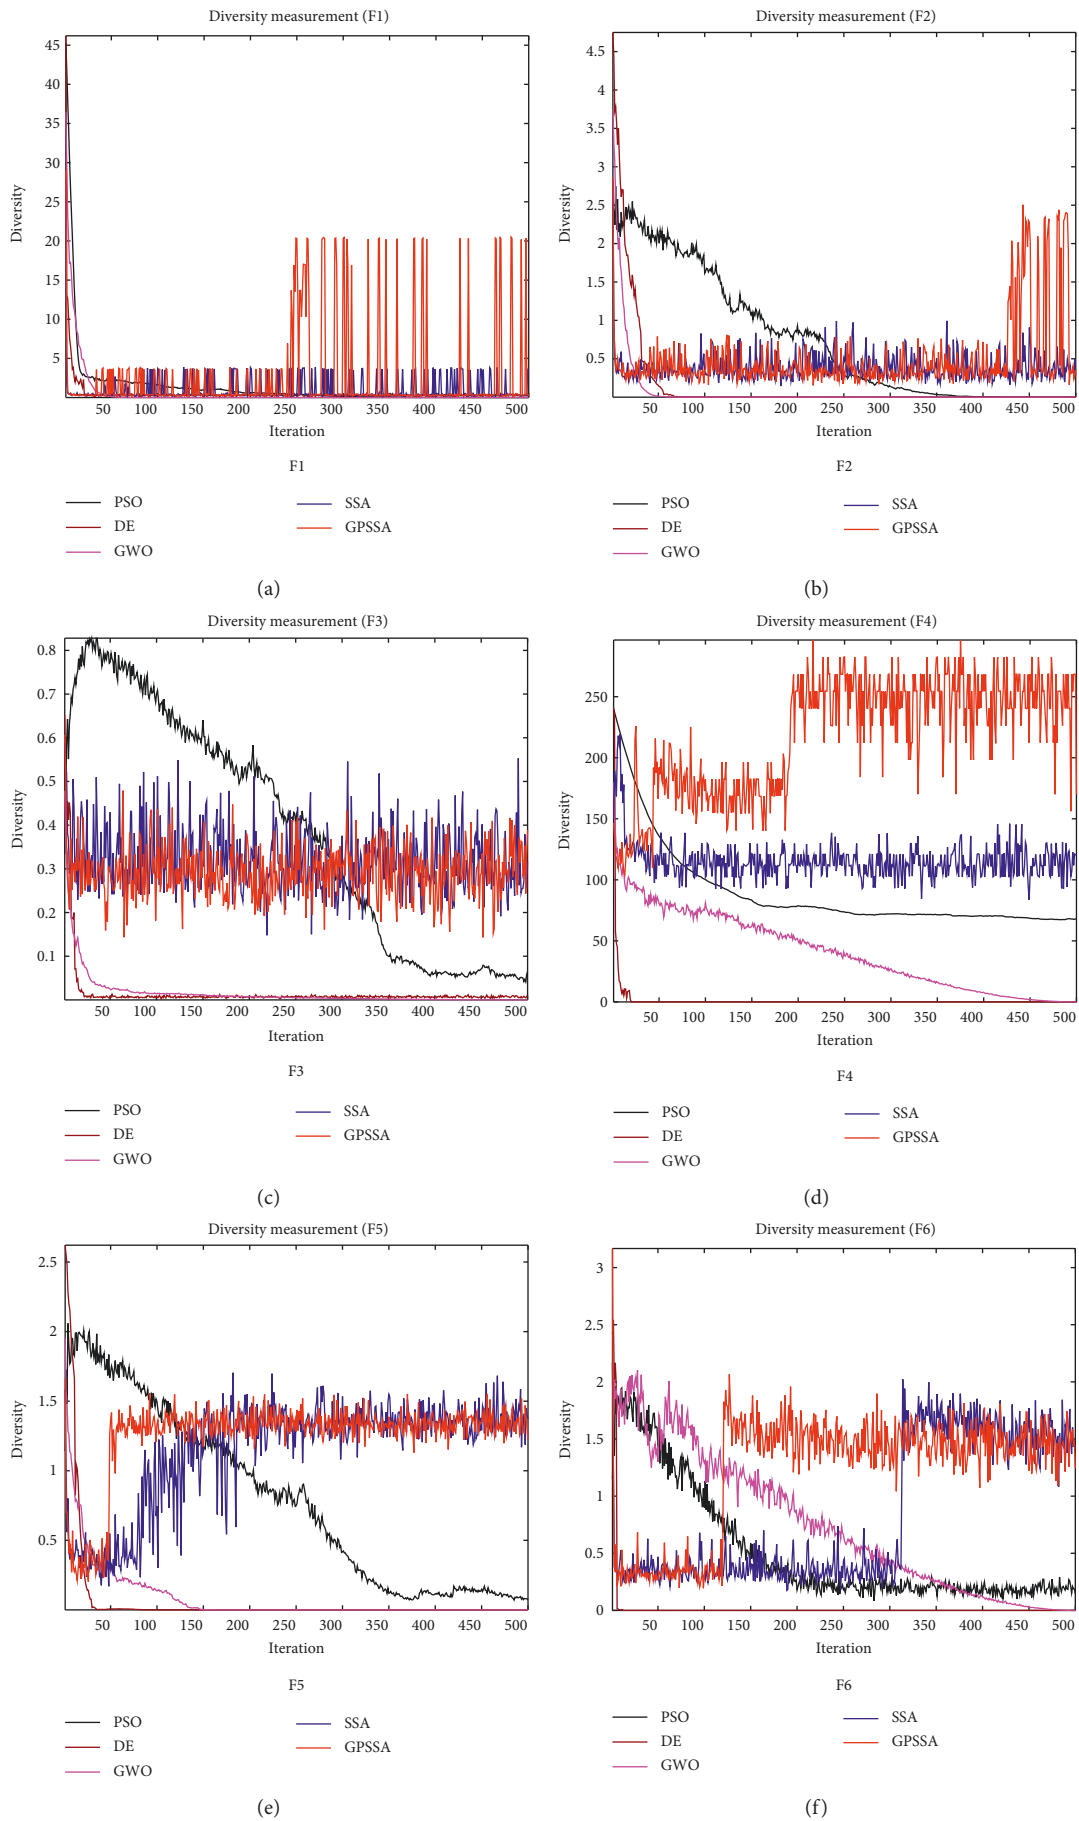 Diversity measurement (F1)
45
40
35
30
25
20
15
10
5
Diversity
50 100 150 200 250 300 350 400 450 500
Iteration
F1
PSO
DE
GWO
SSA
GPSSA
(a)
Diversity measurement (F2)
4.5
4
3.5
3
2.5
2
1.5
1
0.5
Diversity
50 100 150 200 250 300 350 400 450 500
Iteration
F2
PSO
DE
GWO
SSA
GPSSA
(b)
Diversity measurement (F3)
0.8
0.7
0.6
0.5
0.4
0.3
0.2
0.1
Diversity
50 100 150 200 250 300 350 400 450 500
Iteration
F3
PSO
DE
GWO
SSA
GPSSA
(c)
Diversity measurement (F4)
250
200
150
100
50
0
Diversity
50 100 150 200 250 300 350 400 450 500
Iteration
F4
PSO
DE
GWO
SSA
GPSSA
(d)
Diversity measurement (F5)
2.5
2
1.5
1
0.5
Diversity
50 100 150 200 250 300 350 400 450 500
Iteration
F5
PSO
DE
GWO
SSA
GPSSA
(e)
Diversity measurement (F6)
3
2.5
2
1.5
1
0.5
0
Diversity
50 100 150 200 250 300 350 400 450 500
Iteration
F6
PSO
DE
GWO
SSA
GPSSA
(f)